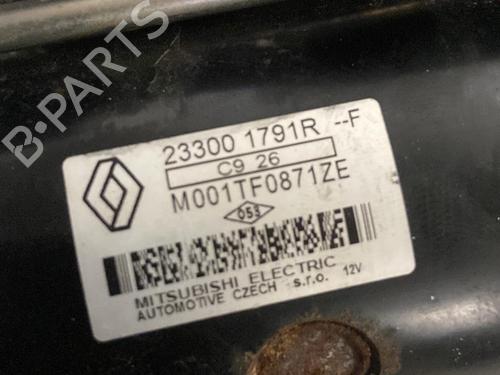 B-PARTS
23300 1791R --F
C9 26
M001TF0871ZE
053
MITSUBISHI ELECTRIC
AUTOMOTIVE CZECH s.r.o. 12V